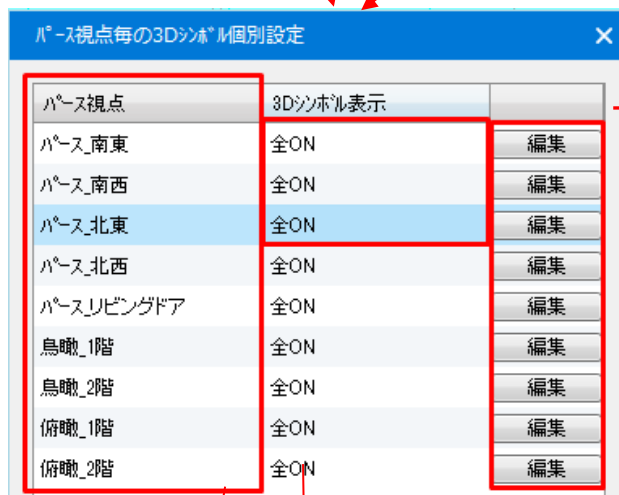 ﾊﾟｰｽ視点毎の3Dｼﾝﾎﾞﾙ個別設定 ×
ﾊﾟｰｽ視点 3Dｼﾝﾎﾞﾙ表示
ﾊﾟｰｽ_南東 全ON 編集
ﾊﾟｰｽ_南西 全ON 編集
ﾊﾟｰｽ_北東 全ON 編集
ﾊﾟｰｽ_北西 全ON 編集
ﾊﾟｰｽ_リビングドア 全ON 編集
鳥瞰_1階 全ON 編集
鳥瞰_2階 全ON 編集
俯瞰_1階 全ON 編集
俯瞰_2階 全ON 編集